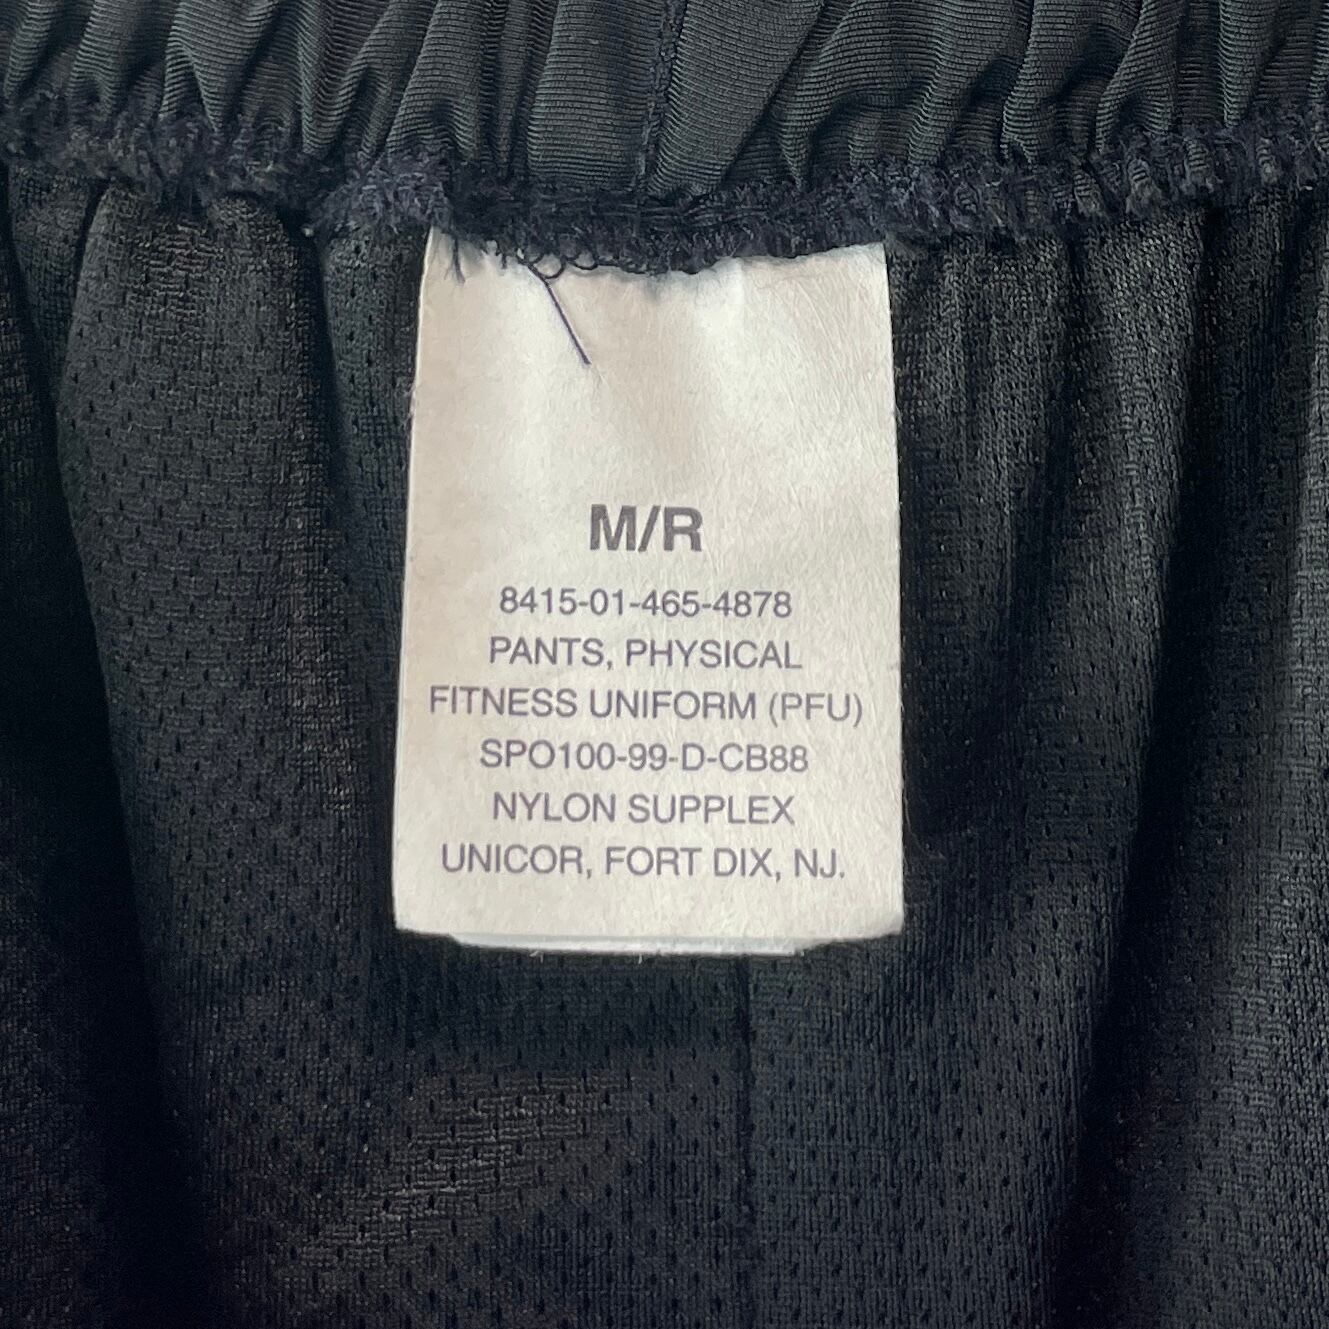 M/R
8415-01-465-4878
PANTS, PHYSICAL
FITNESS UNIFORM (PFU)
SPO100-99-D-CB88
NYLON SUPPLEX
UNICOR, FORT DIX, NJ.